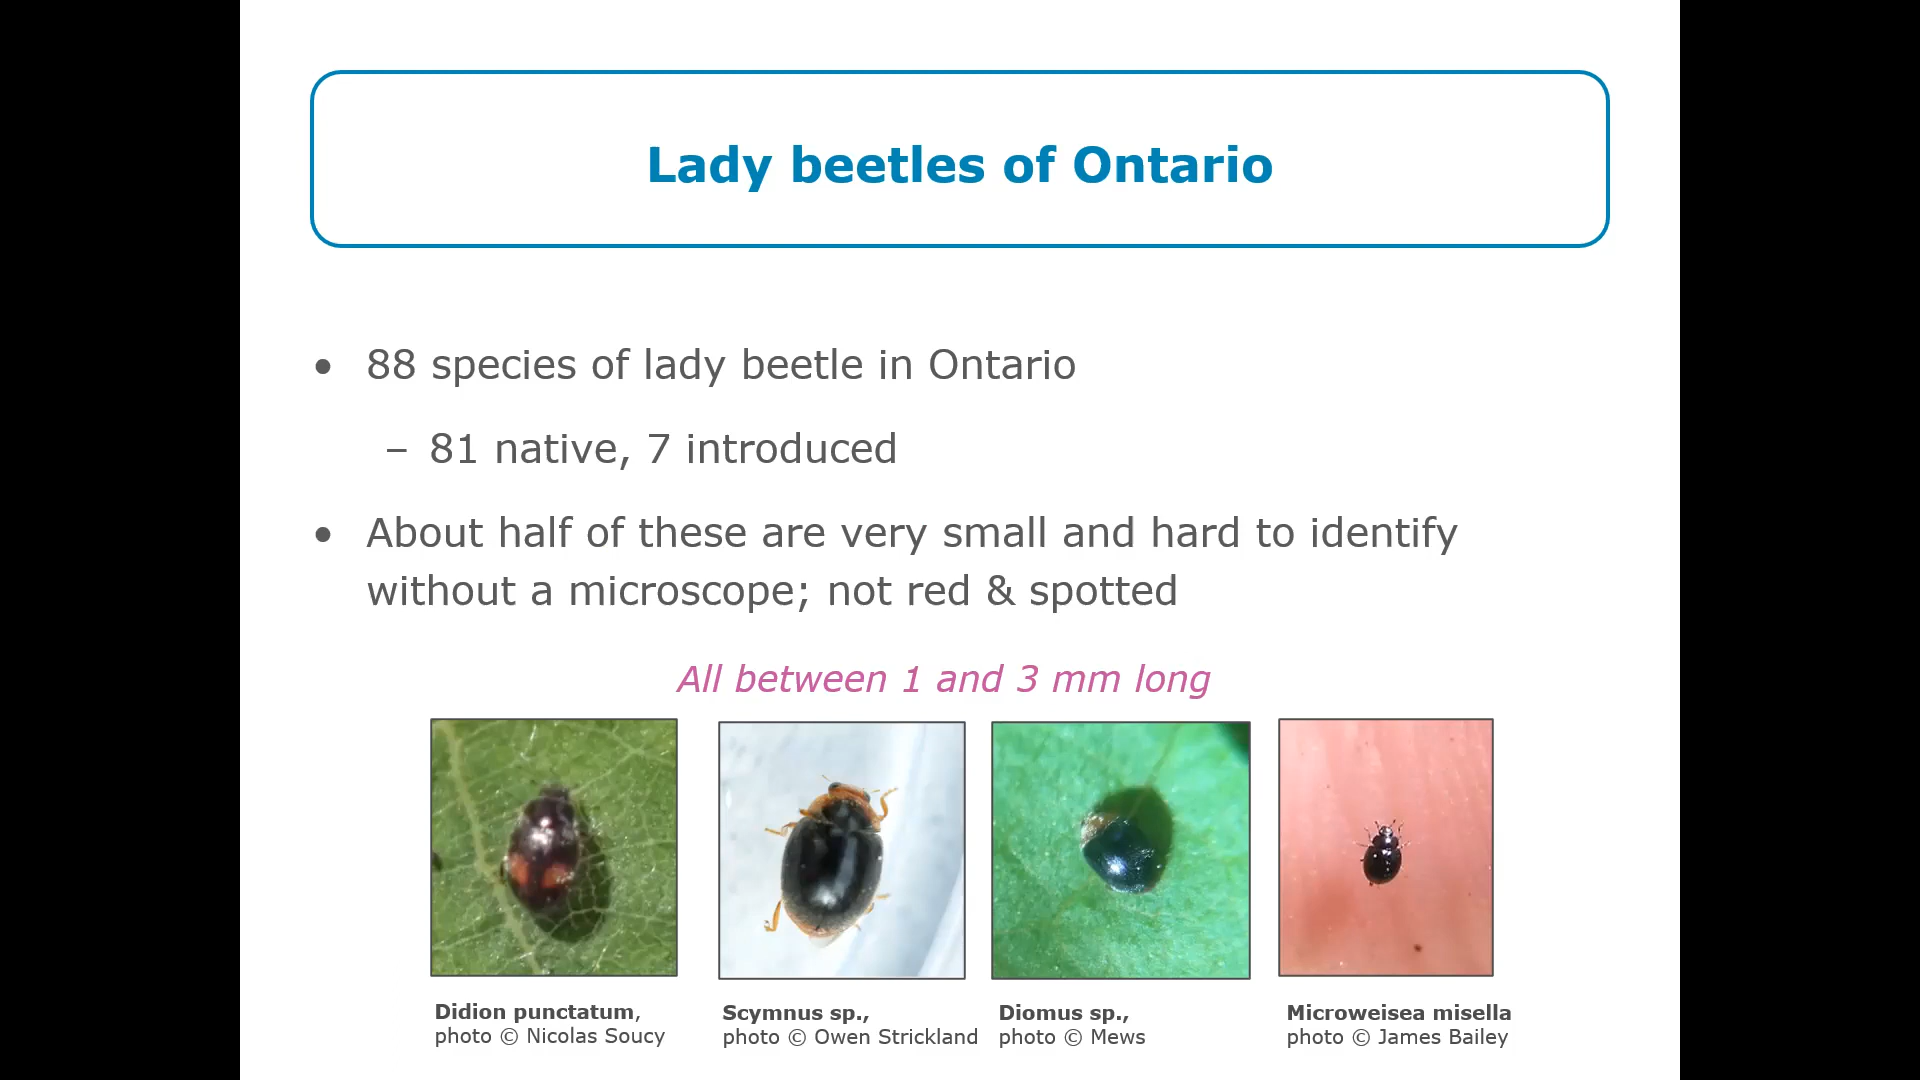 Lady beetles of Ontario
• 88 species of lady beetle in Ontario
– 81 native, 7 introduced
• About half of these are very small and hard to identify
without a microscope; not red & spotted
All between 1 and 3 mm long
Didion punctatum,
photo © Nicolas Soucy
Scymnus sp.,
photo © Owen Strickland
Diomus sp.,
photo © Mews
Microweisea misella
photo © James Bailey